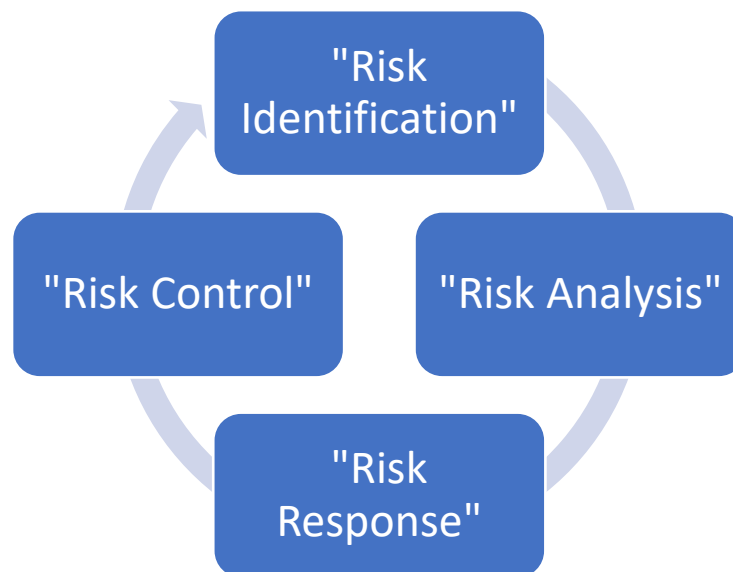 "Risk
Identification"
"Risk Control"
"Risk Analysis"
"Risk
Response"